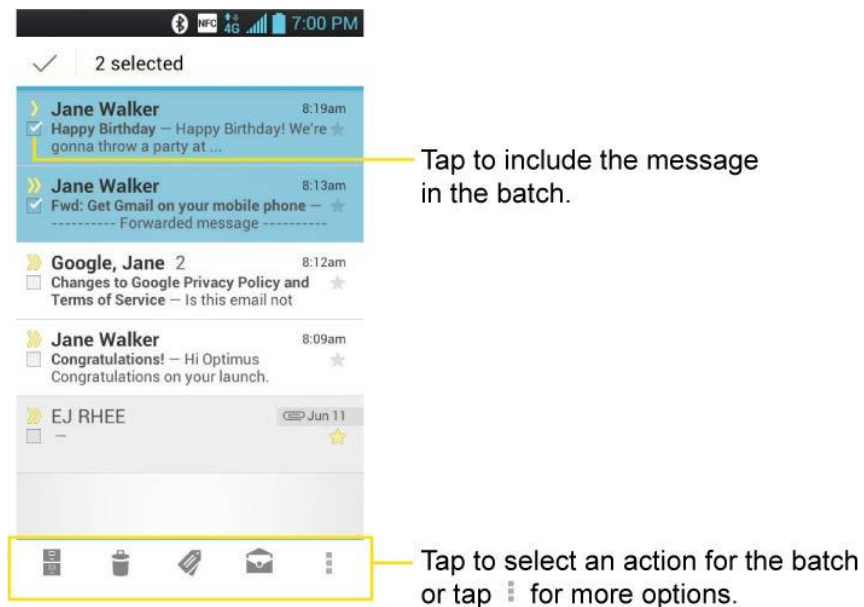 NFC 4G 7:00 PM
2 selected
Jane Walker 8:19am
Happy Birthday – Happy Birthday! We're
gonna throw a party at ...
Tap to include the message
in the batch.
Jane Walker 8:13am
Fwd: Get Gmail on your mobile phone –
---------- Forwarded message ----------
Google, Jane 2 8:12am
Changes to Google Privacy Policy and
Terms of Service – Is this email not
Jane Walker 8:09am
Congratulations! – Hi Optimus
Congratulations on your launch.
EJ RHEE Jun 11
–
Tap to select an action for the batch
or tap for more options.